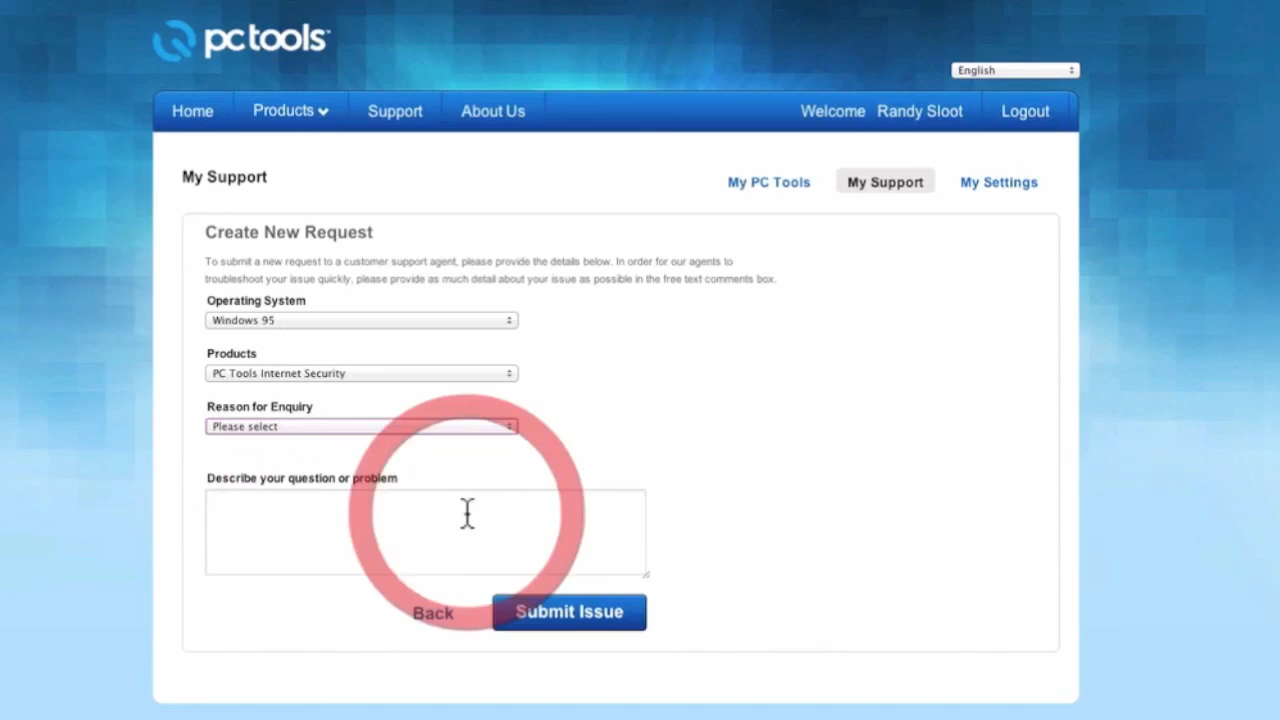 pctools
English
Home Products Support About Us Welcome Randy Sloot Logout
My Support
My PC Tools My Support My Settings
Create New Request
To submit a new request to a customer support agent, please provide the details below. In order for our agents to
troubleshoot your issue quickly, please provide as much detail about your issue as possible in the free text comments box.
Operating System
Windows 95
Products
PC Tools Internet Security
Reason for Enquiry
Please select
Describe your question or problem
Back Submit Issue